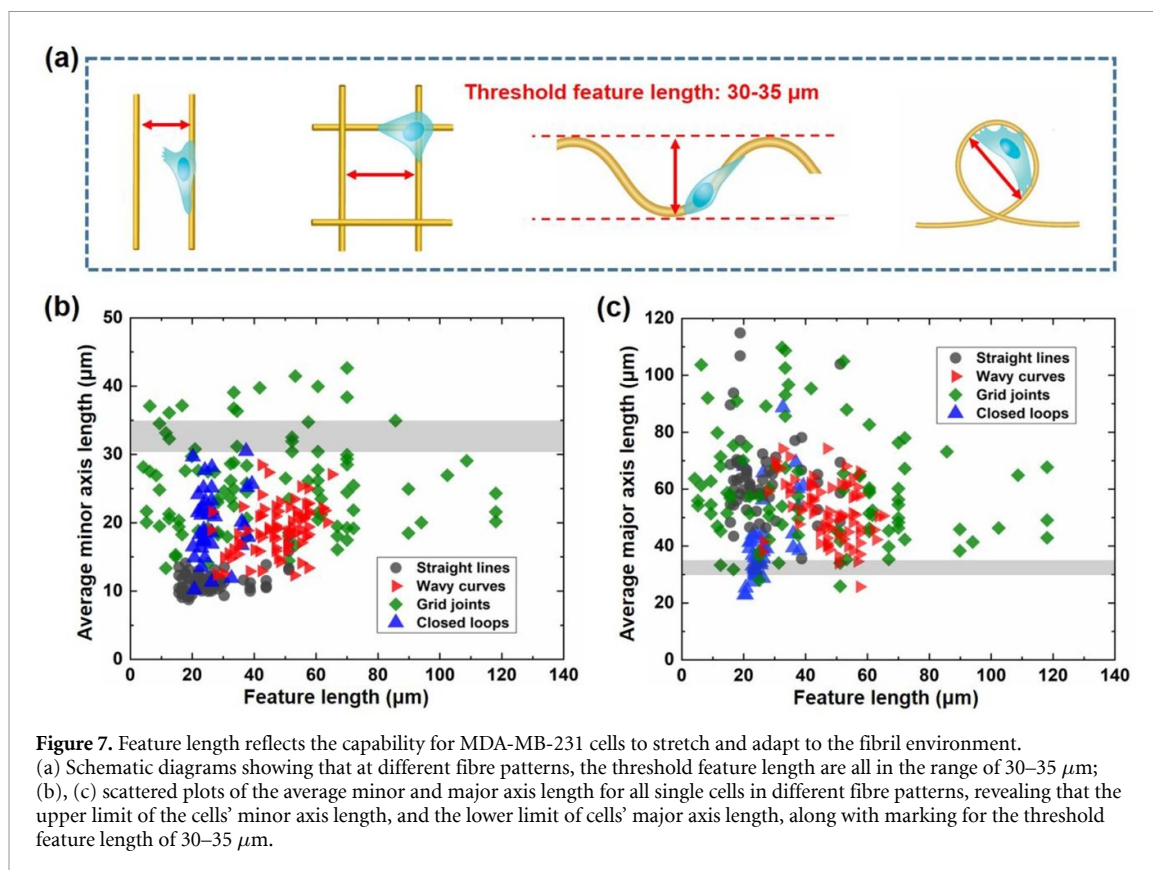 (a)
Threshold feature length: 30-35 μm
(b)
50
40
30
20
10
0
0 20 40 60 80 100 120 140
Average minor axis length (μm)
Feature length (μm)
Straight lines
Wavy curves
Grid joints
Closed loops
(c)
120
100
80
60
40
20
0
0 20 40 60 80 100 120 140
Average major axis length (μm)
Feature length (μm)
Straight lines
Wavy curves
Grid joints
Closed loops
Figure 7. Feature length reflects the capability for MDA-MB-231 cells to stretch and adapt to the fibril environment.
(a) Schematic diagrams showing that at different fibre patterns, the threshold feature length are all in the range of 30–35 μm;
(b), (c) scattered plots of the average minor and major axis length for all single cells in different fibre patterns, revealing that the
upper limit of the cells’ minor axis length, and the lower limit of cells’ major axis length, along with marking for the threshold
feature length of 30–35 μm.